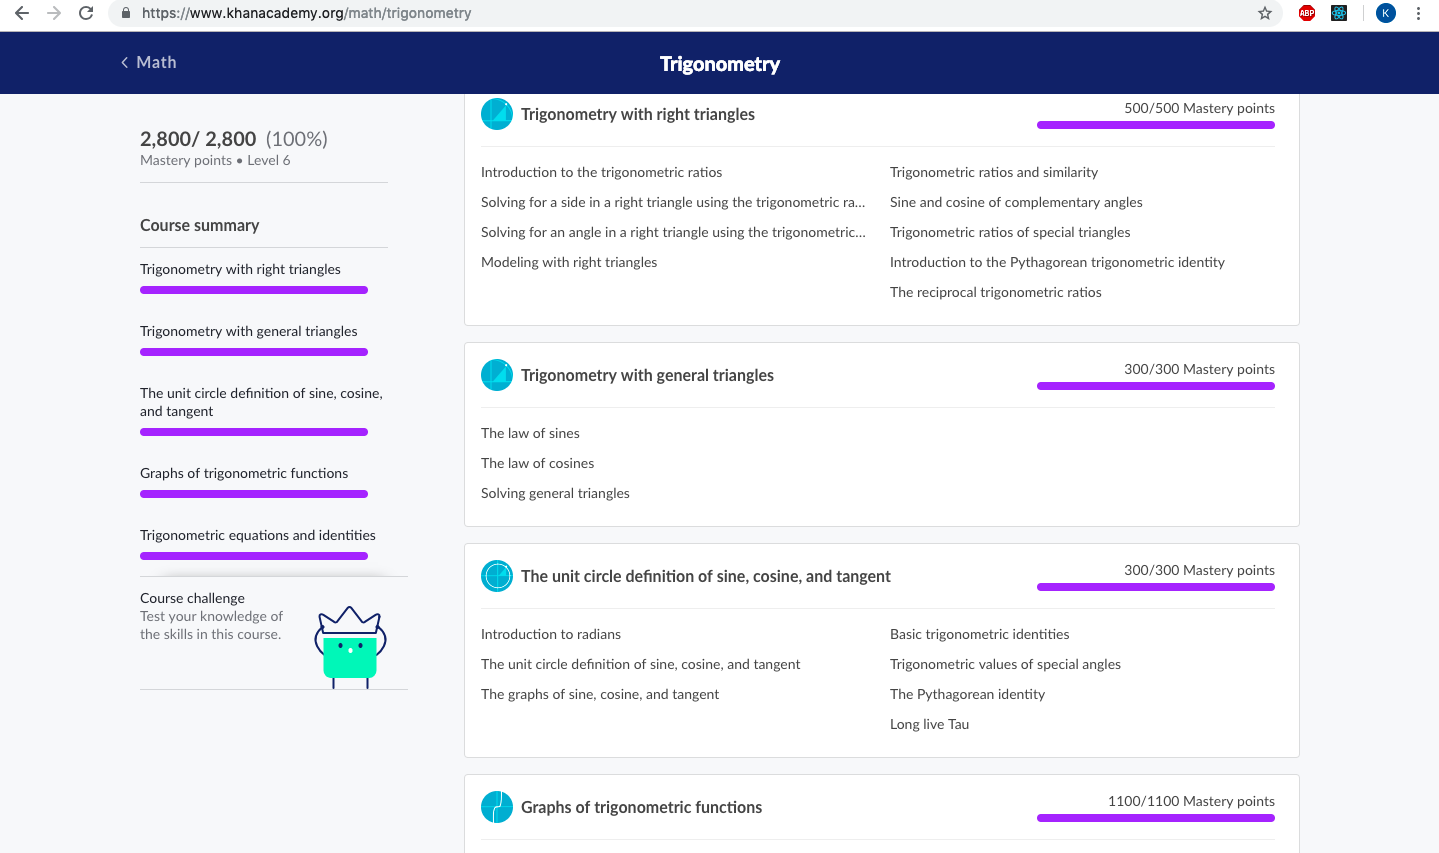 https://www.khanacademy.org/math/trigonometry
ABP
K
Math
Trigonometry
2,800/ 2,800 (100%)
Mastery points • Level 6
Course summary
Trigonometry with right triangles
Trigonometry with general triangles
The unit circle definition of sine, cosine,
and tangent
Graphs of trigonometric functions
Trigonometric equations and identities
Course challenge
Test your knowledge of
the skills in this course.
Trigonometry with right triangles
500/500 Mastery points
Introduction to the trigonometric ratios
Solving for a side in a right triangle using the trigonometric ra...
Solving for an angle in a right triangle using the trigonometric...
Modeling with right triangles
Trigonometric ratios and similarity
Sine and cosine of complementary angles
Trigonometric ratios of special triangles
Introduction to the Pythagorean trigonometric identity
The reciprocal trigonometric ratios
Trigonometry with general triangles
300/300 Mastery points
The law of sines
The law of cosines
Solving general triangles
The unit circle definition of sine, cosine, and tangent
300/300 Mastery points
Introduction to radians
The unit circle definition of sine, cosine, and tangent
The graphs of sine, cosine, and tangent
Basic trigonometric identities
Trigonometric values of special angles
The Pythagorean identity
Long live Tau
Graphs of trigonometric functions
1100/1100 Mastery points